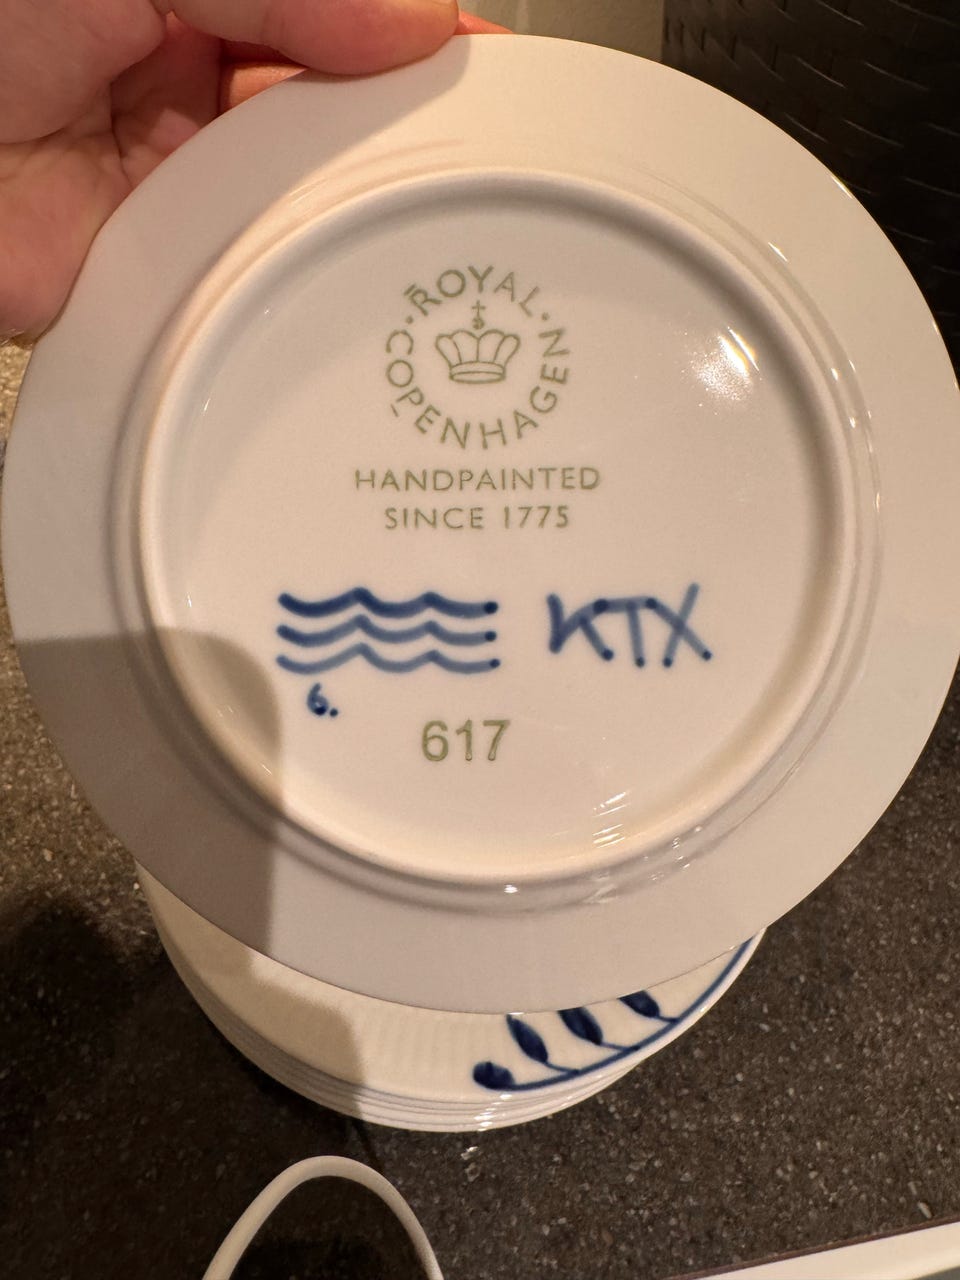 ROYAL · COPENHAGEN ·
HANDPAINTED
SINCE 1775
KTX
6.
617